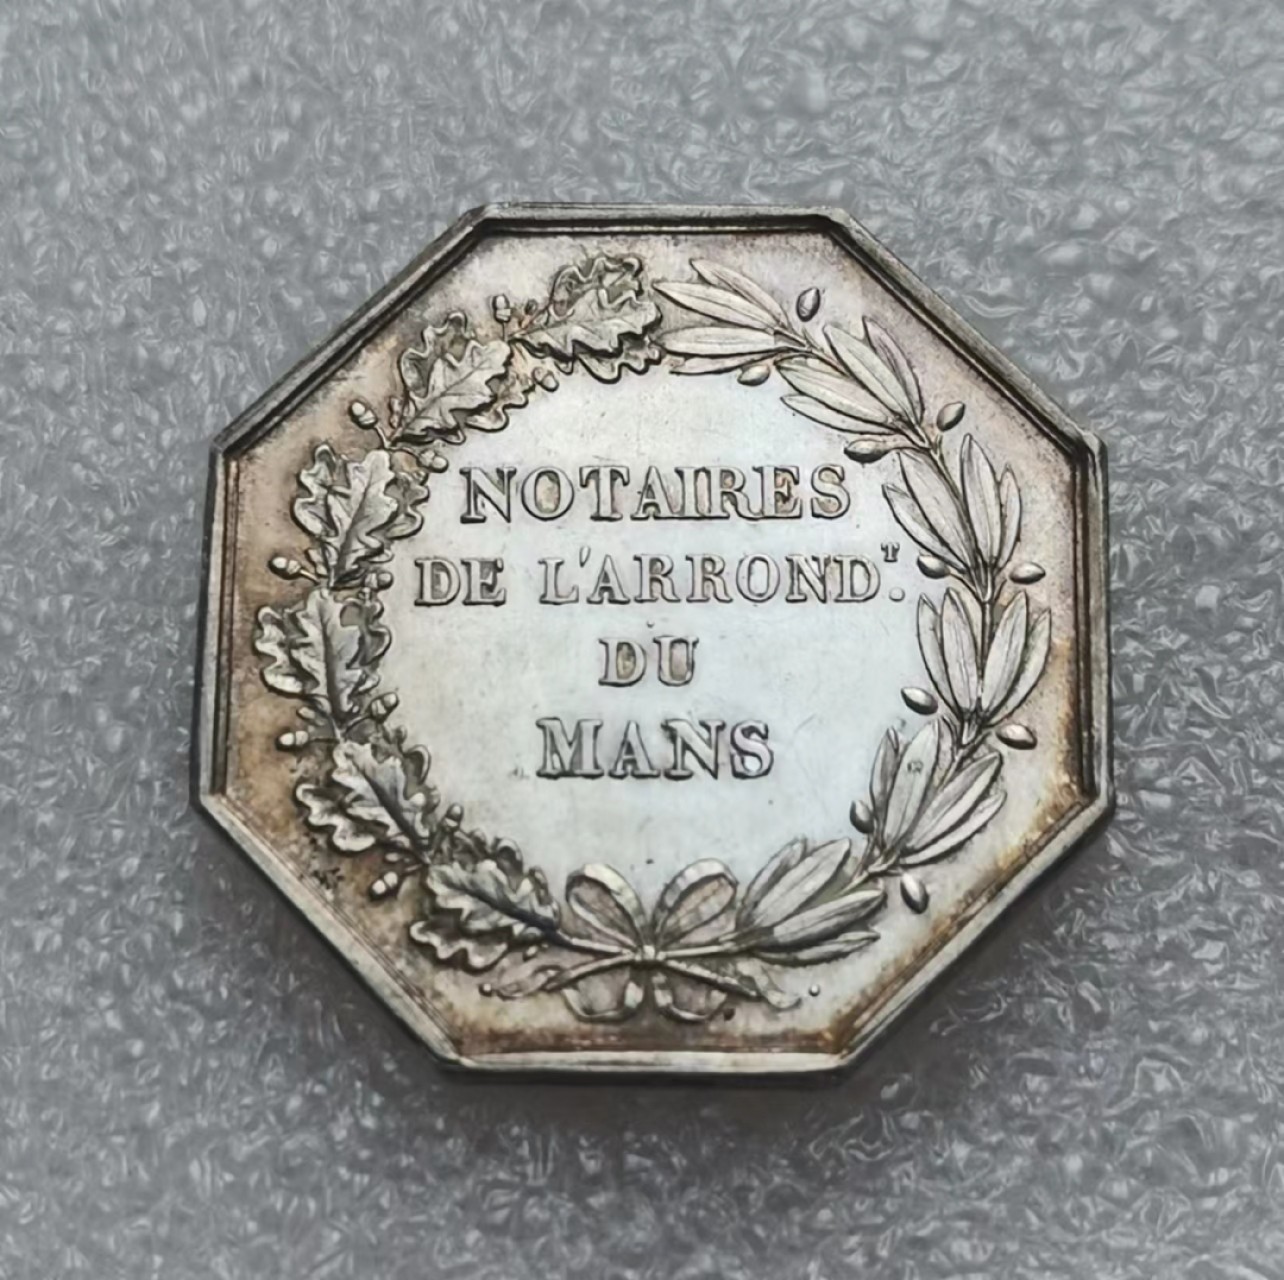 NOTAIRES
DE L'ARROND.ᵀ
DU
MANS